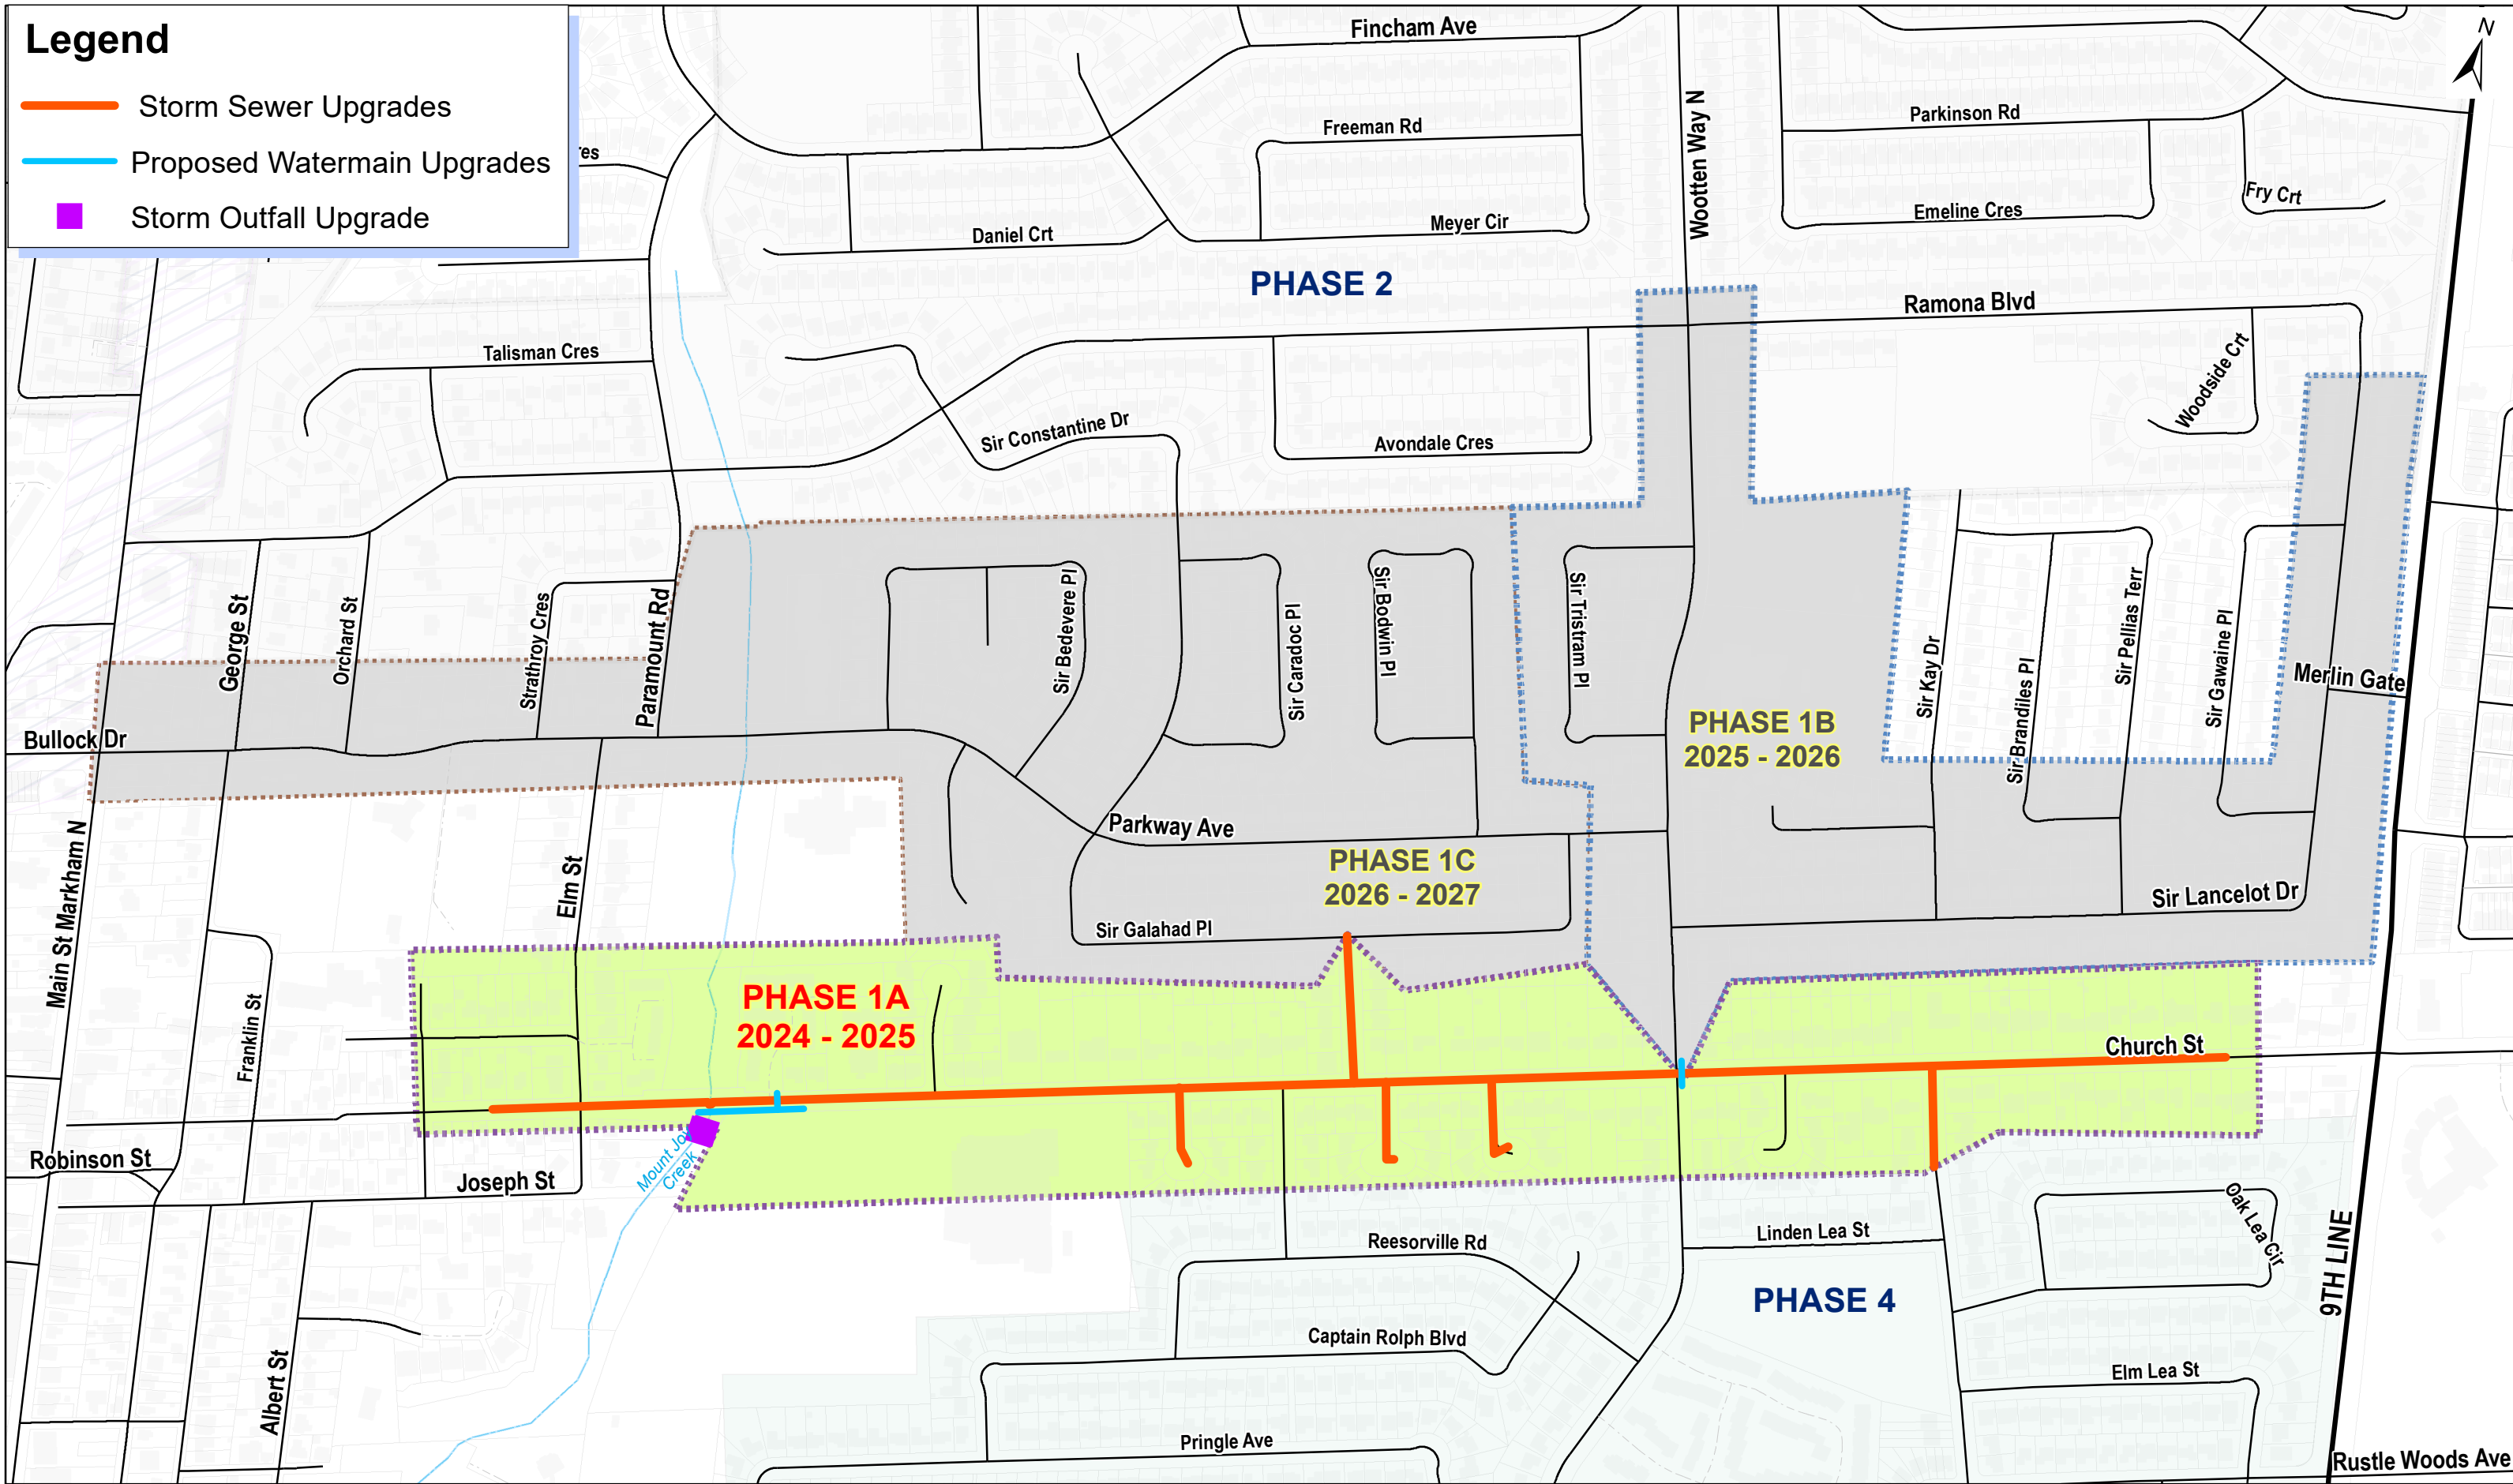 Legend
Storm Sewer Upgrades
Proposed Watermain Upgrades
Storm Outfall Upgrade
N
Fincham Ave
Wootten Way N
Freeman Rd
Parkinson Rd
Fry Crt
Meyer Cir
Emeline Cres
Daniel Crt
PHASE 2
Ramona Blvd
Talisman Cres
Woodside Crt
Sir Constantine Dr
Avondale Cres
George St
Orchard St
Strathroy Cres
Paramount Rd
Sir Bedevere Pl
Sir Caradoc Pl
Sir Bodwin Pl
Sir Tristram Pl
Sir Kay Dr
Sir Brandiles Pl
Sir Pellias Terr
Sir Gawaine Pl
Merlin Gate
Bullock Dr
PHASE 1B
2025 - 2026
Main St Markham N
Elm St
Parkway Ave
PHASE 1C
2026 - 2027
Sir Lancelot Dr
Sir Galahad Pl
Franklin St
PHASE 1A
2024 - 2025
Church St
Robinson St
Joseph St
Mount Joy
Creek
Reesorville Rd
Linden Lea St
Oak Lea Cir
9TH LINE
PHASE 4
Captain Rolph Blvd
Albert St
Elm Lea St
Pringle Ave
Rustle Woods Ave